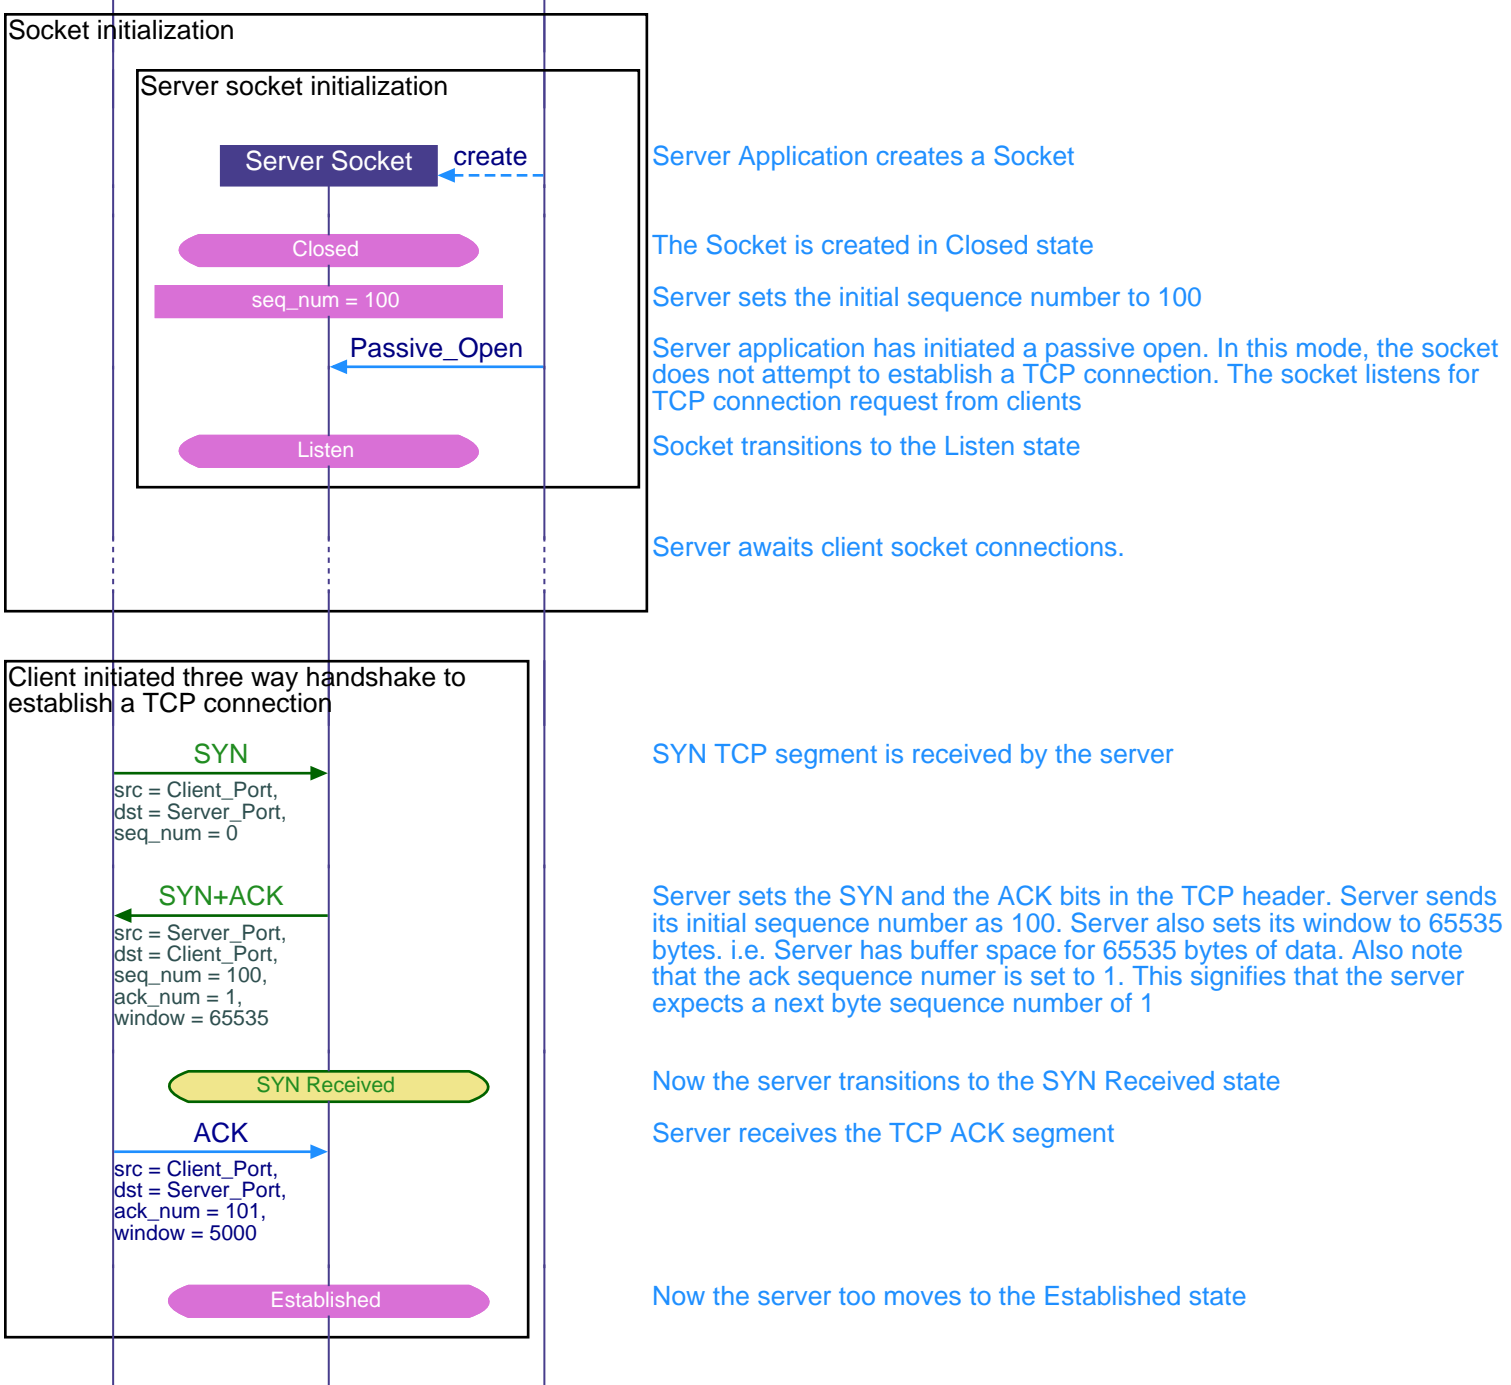 Socket initialization
Server socket initialization
Server Socket
create
Server Application creates a Socket
Closed
The Socket is created in Closed state
seq_num = 100
Server sets the initial sequence number to 100
Passive_Open
Server application has initiated a passive open. In this mode, the socket
does not attempt to establish a TCP connection. The socket listens for
TCP connection request from clients
Listen
Socket transitions to the Listen state
Server awaits client socket connections.
Client initiated three way handshake to
establish a TCP connection
SYN
SYN TCP segment is received by the server
src = Client_Port,
dst = Server_Port,
seq_num = 0
SYN+ACK
src = Server_Port,
dst = Client_Port,
seq_num = 100,
ack_num = 1,
window = 65535
Server sets the SYN and the ACK bits in the TCP header. Server sends
its initial sequence number as 100. Server also sets its window to 65535
bytes. i.e. Server has buffer space for 65535 bytes of data. Also note
that the ack sequence numer is set to 1. This signifies that the server
expects a next byte sequence number of 1
SYN Received
Now the server transitions to the SYN Received state
ACK
Server receives the TCP ACK segment
src = Client_Port,
dst = Server_Port,
ack_num = 101,
window = 5000
Established
Now the server too moves to the Established state